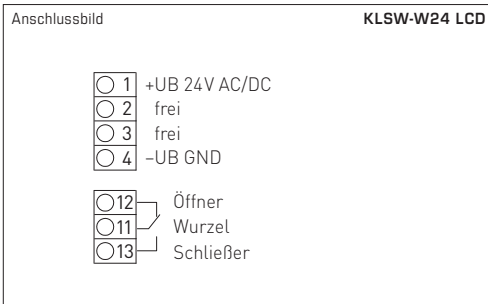 Anschlussbild KLSW-W24 LCD
1 +UB 24V AC/DC
2 frei
3 frei
4 –UB GND
12 Öffner
11 Wurzel
13 Schließer